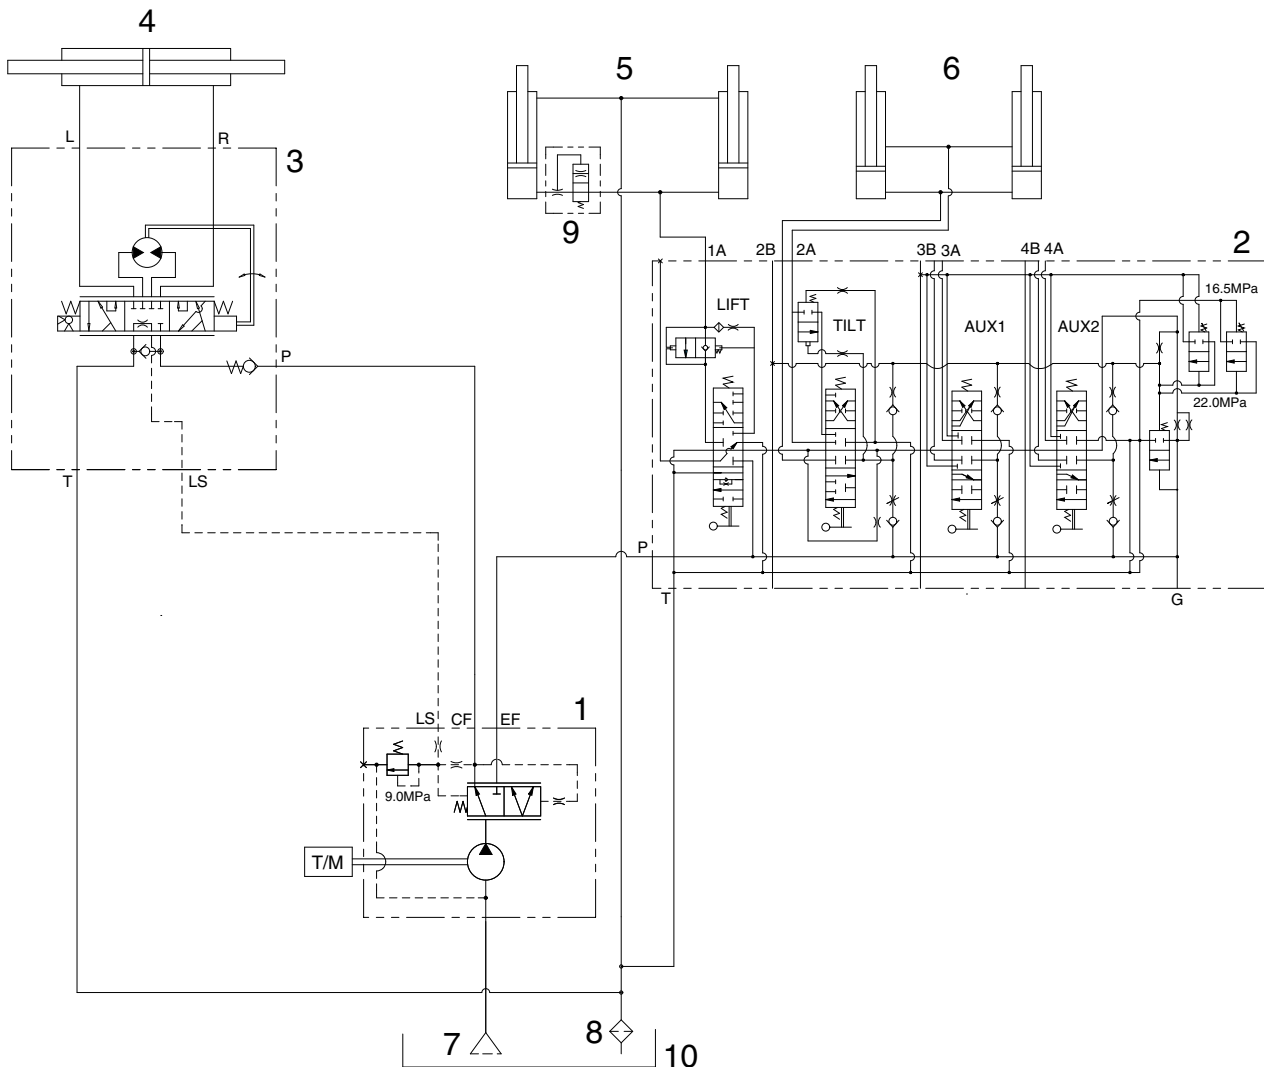 4
5
6
L
R
3
9
1A
2B
2A
3B
3A
4B
4A
2
16.5MPa
LIFT
TILT
AUX1
AUX2
P
22.0MPa
T
LS
P
T
G
LS
CF
EF
1
9.0MPa
T/M
7
8
10